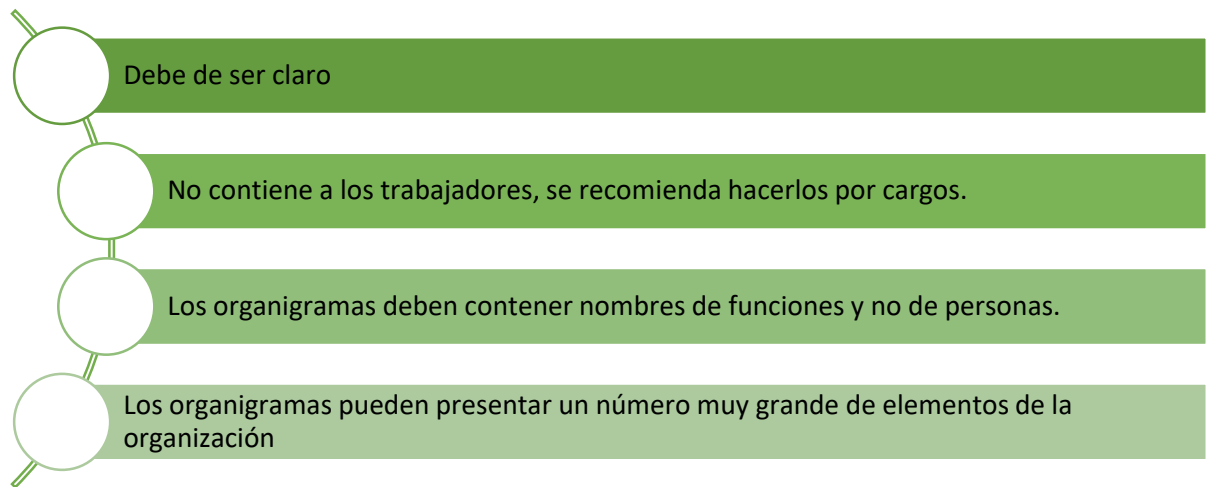 Debe de ser claro
No contiene a los trabajadores, se recomienda hacerlos por cargos.
Los organigramas deben contener nombres de funciones y no de personas.
Los organigramas pueden presentar un número muy grande de elementos de la
organización